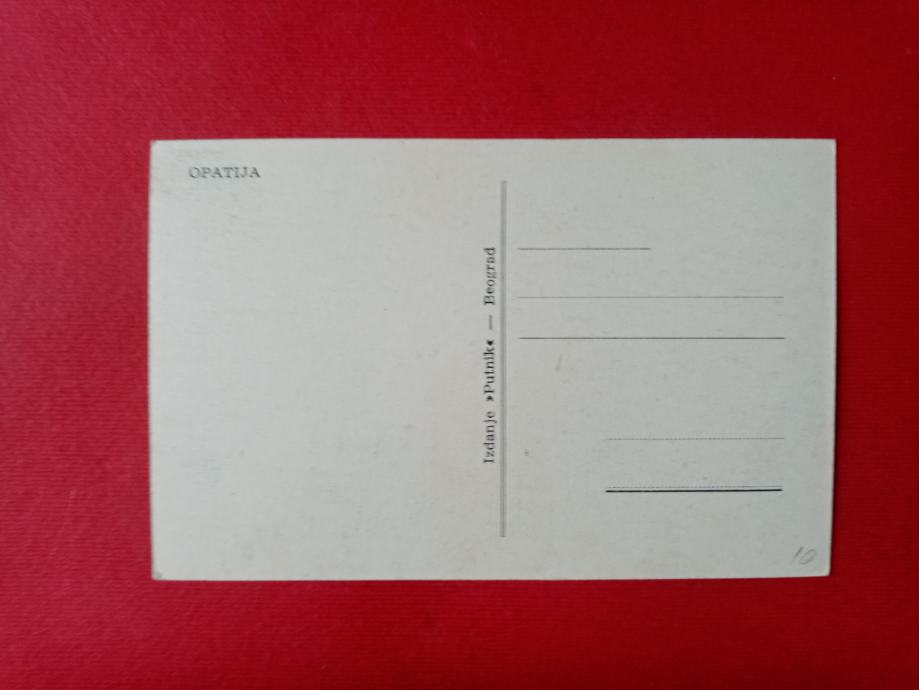 OPATIJA
Izdanje »Putnik« — Beograd
10